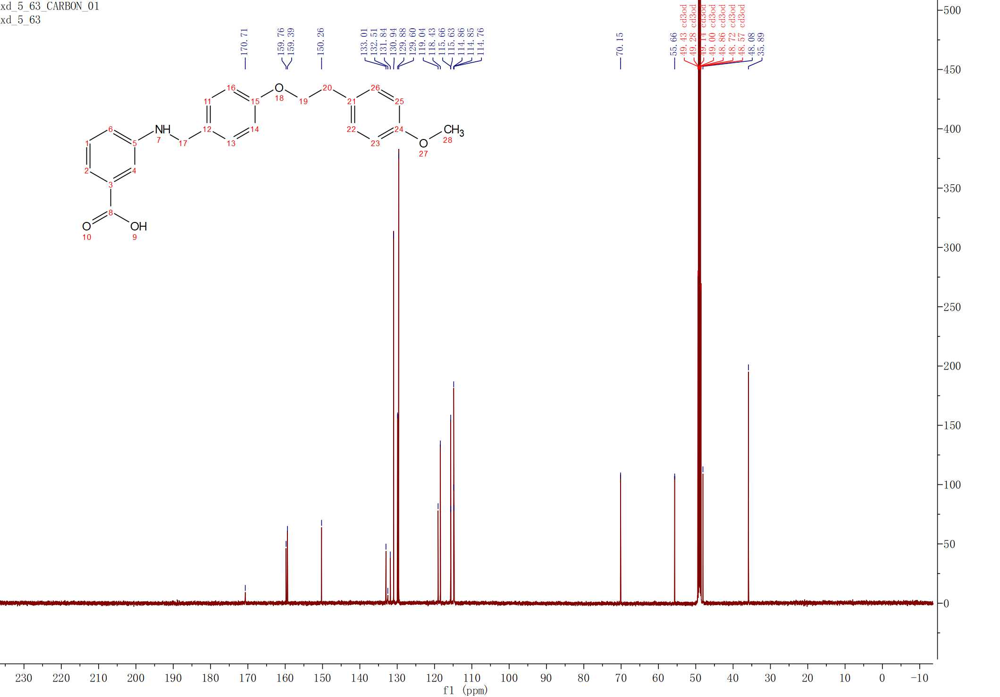 xd_5_63_CARBON_01
xd_5_63
170.71
159.76
159.39
150.26
133.01
132.51
131.84
130.94
129.88
129.60
119.04
118.43
115.66
115.63
114.86
114.85
114.76
70.15
55.66
49.43 cd3od
49.28 cd3od
49.14 cd3od
49.00 cd3od
48.86 cd3od
48.72 cd3od
48.57 cd3od
48.08
35.89
16 O 20 26
11 15 18 19 21 25
6 NH 12 14 22 24 CH3
1 5 7 17 13 23 O 28
27
2 4
3
8
O OH
10 9
500
450
400
350
300
250
200
150
100
50
0
230 220 210 200 190 180 170 160 150 140 130 120 110 100 90 80 70 60 50 40 30 20 10 0 -10
f1 (ppm)